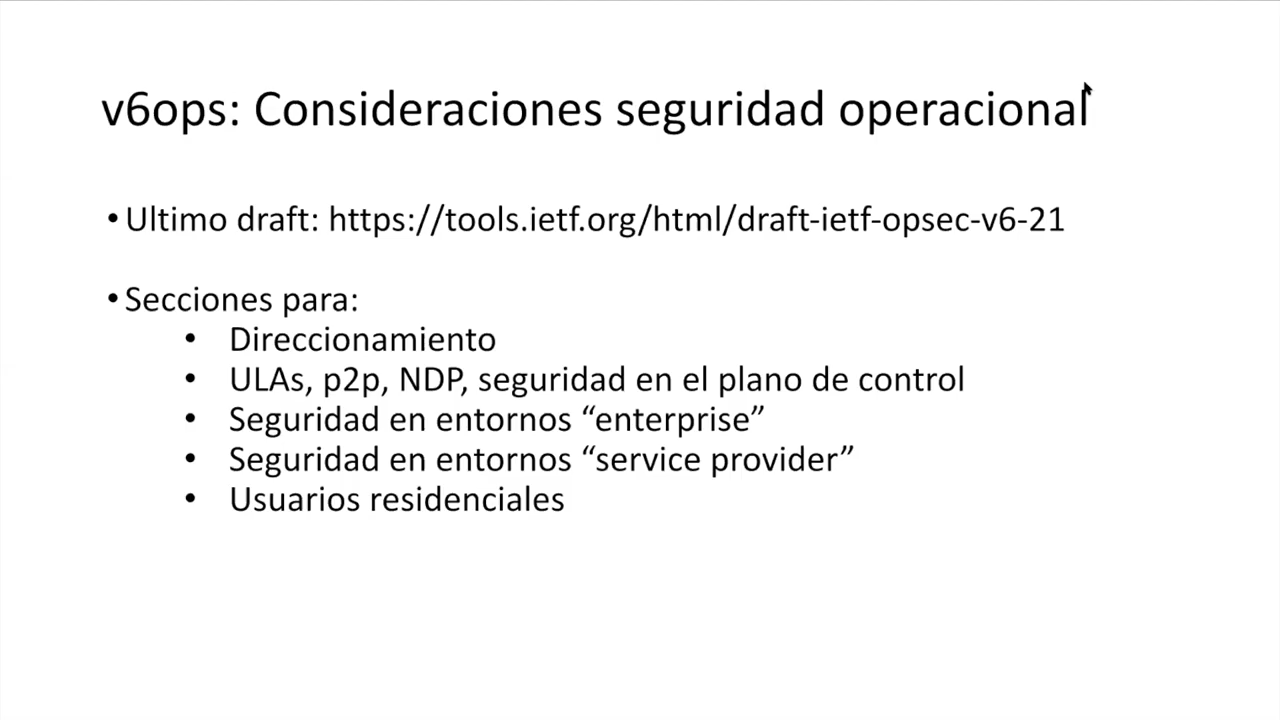 v6ops: Consideraciones seguridad operacional
• Ultimo draft: https://tools.ietf.org/html/draft-ietf-opsec-v6-21
• Secciones para:
• Direccionamiento
• ULAs, p2p, NDP, seguridad en el plano de control
• Seguridad en entornos “enterprise”
• Seguridad en entornos “service provider”
• Usuarios residenciales